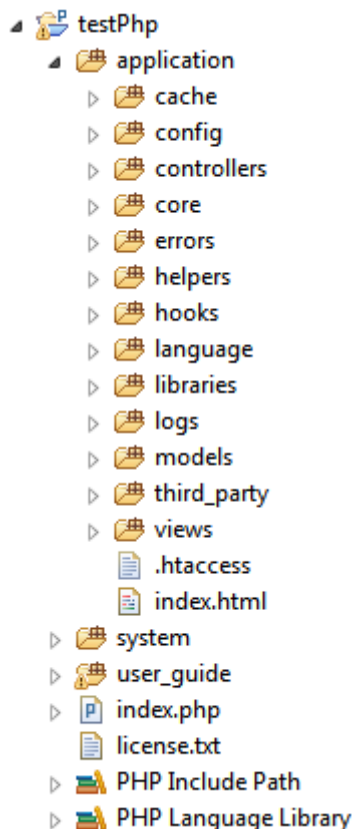 testPhp
application
cache
config
controllers
core
errors
helpers
hooks
language
libraries
logs
models
third_party
views
.htaccess
index.html
system
user_guide
index.php
license.txt
PHP Include Path
PHP Language Library